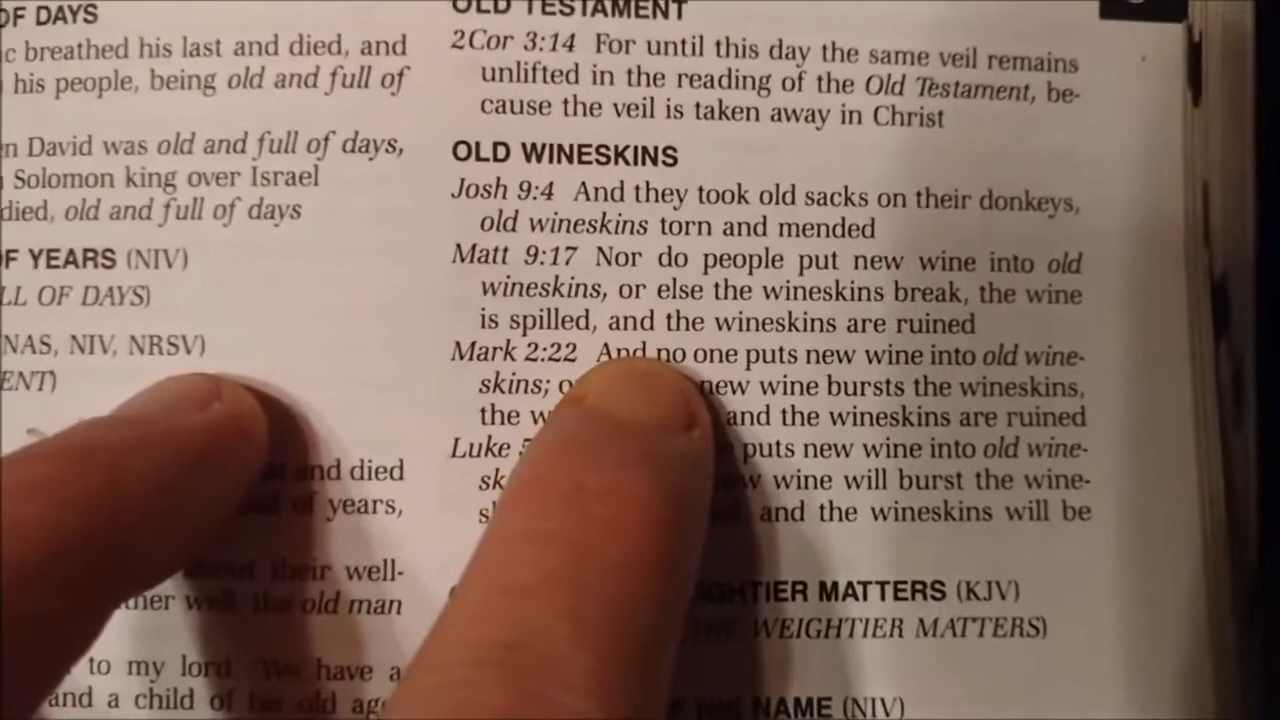 OF DAYS
c breathed his last and died, and
his people, being old and full of
n David was old and full of days,
Solomon king over Israel
died, old and full of days
F YEARS (NIV)
LL OF DAYS)
NAS, NIV, NRSV)
ENT)
and died
of years,
about their well-
ther well, the old man
to my lord, We have a
and a child of his old ag
OLD TESTAMENT
2Cor 3:14 For until this day the same veil remains
unlifted in the reading of the Old Testament, be-
cause the veil is taken away in Christ
OLD WINESKINS
Josh 9:4 And they took old sacks on their donkeys,
old wineskins torn and mended
Matt 9:17 Nor do people put new wine into old
wineskins, or else the wineskins break, the wine
is spilled, and the wineskins are ruined
Mark 2:22 And no one puts new wine into old wine-
skins; o new wine bursts the wineskins,
the w and the wineskins are ruined
Luke 5 puts new wine into old wine-
sk w wine will burst the wine-
s and the wineskins will be
GHTIER MATTERS (KJV)
THE WEIGHTIER MATTERS)
NAME (NIV)